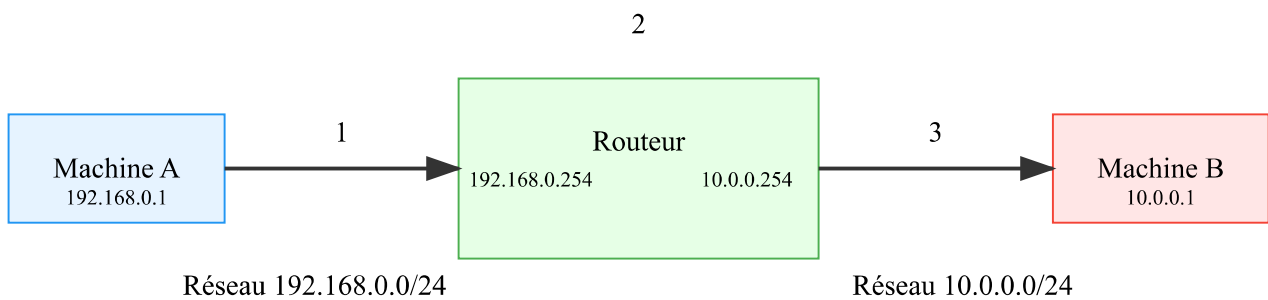 2
1
3
Routeur
Machine A
Machine B
192.168.0.254
10.0.0.254
192.168.0.1
10.0.0.1
Réseau 192.168.0.0/24
Réseau 10.0.0.0/24